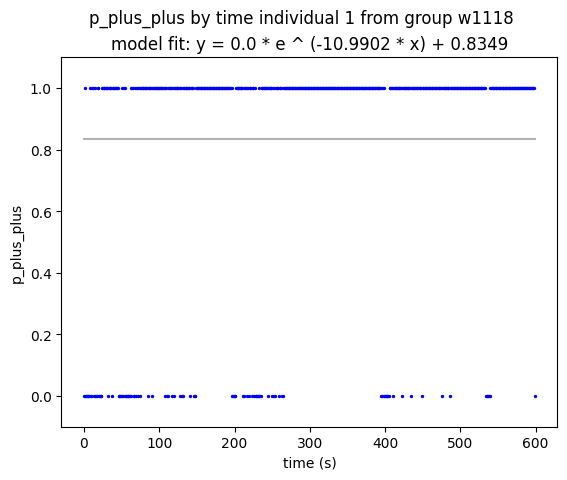 p_plus_plus by time individual 1 from group w1118
model fit: y = 0.0 * e ^ (-10.9902 * x) + 0.8349
1.0
0.8
0.6
0.4
0.2
0.0
p_plus_plus
0 100 200 300 400 500 600
time (s)